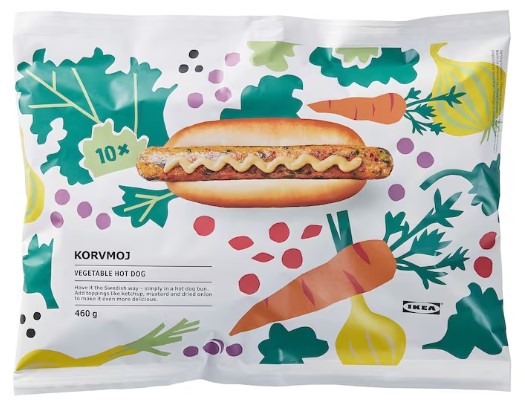 10x
KORVMOJ
VEGETABLE HOT DOG
Have it the Swedish way – simply in a hot dog bun.
Add toppings like ketchup, mustard and dried onion
to make it even more delicious.
460 g
IKEA